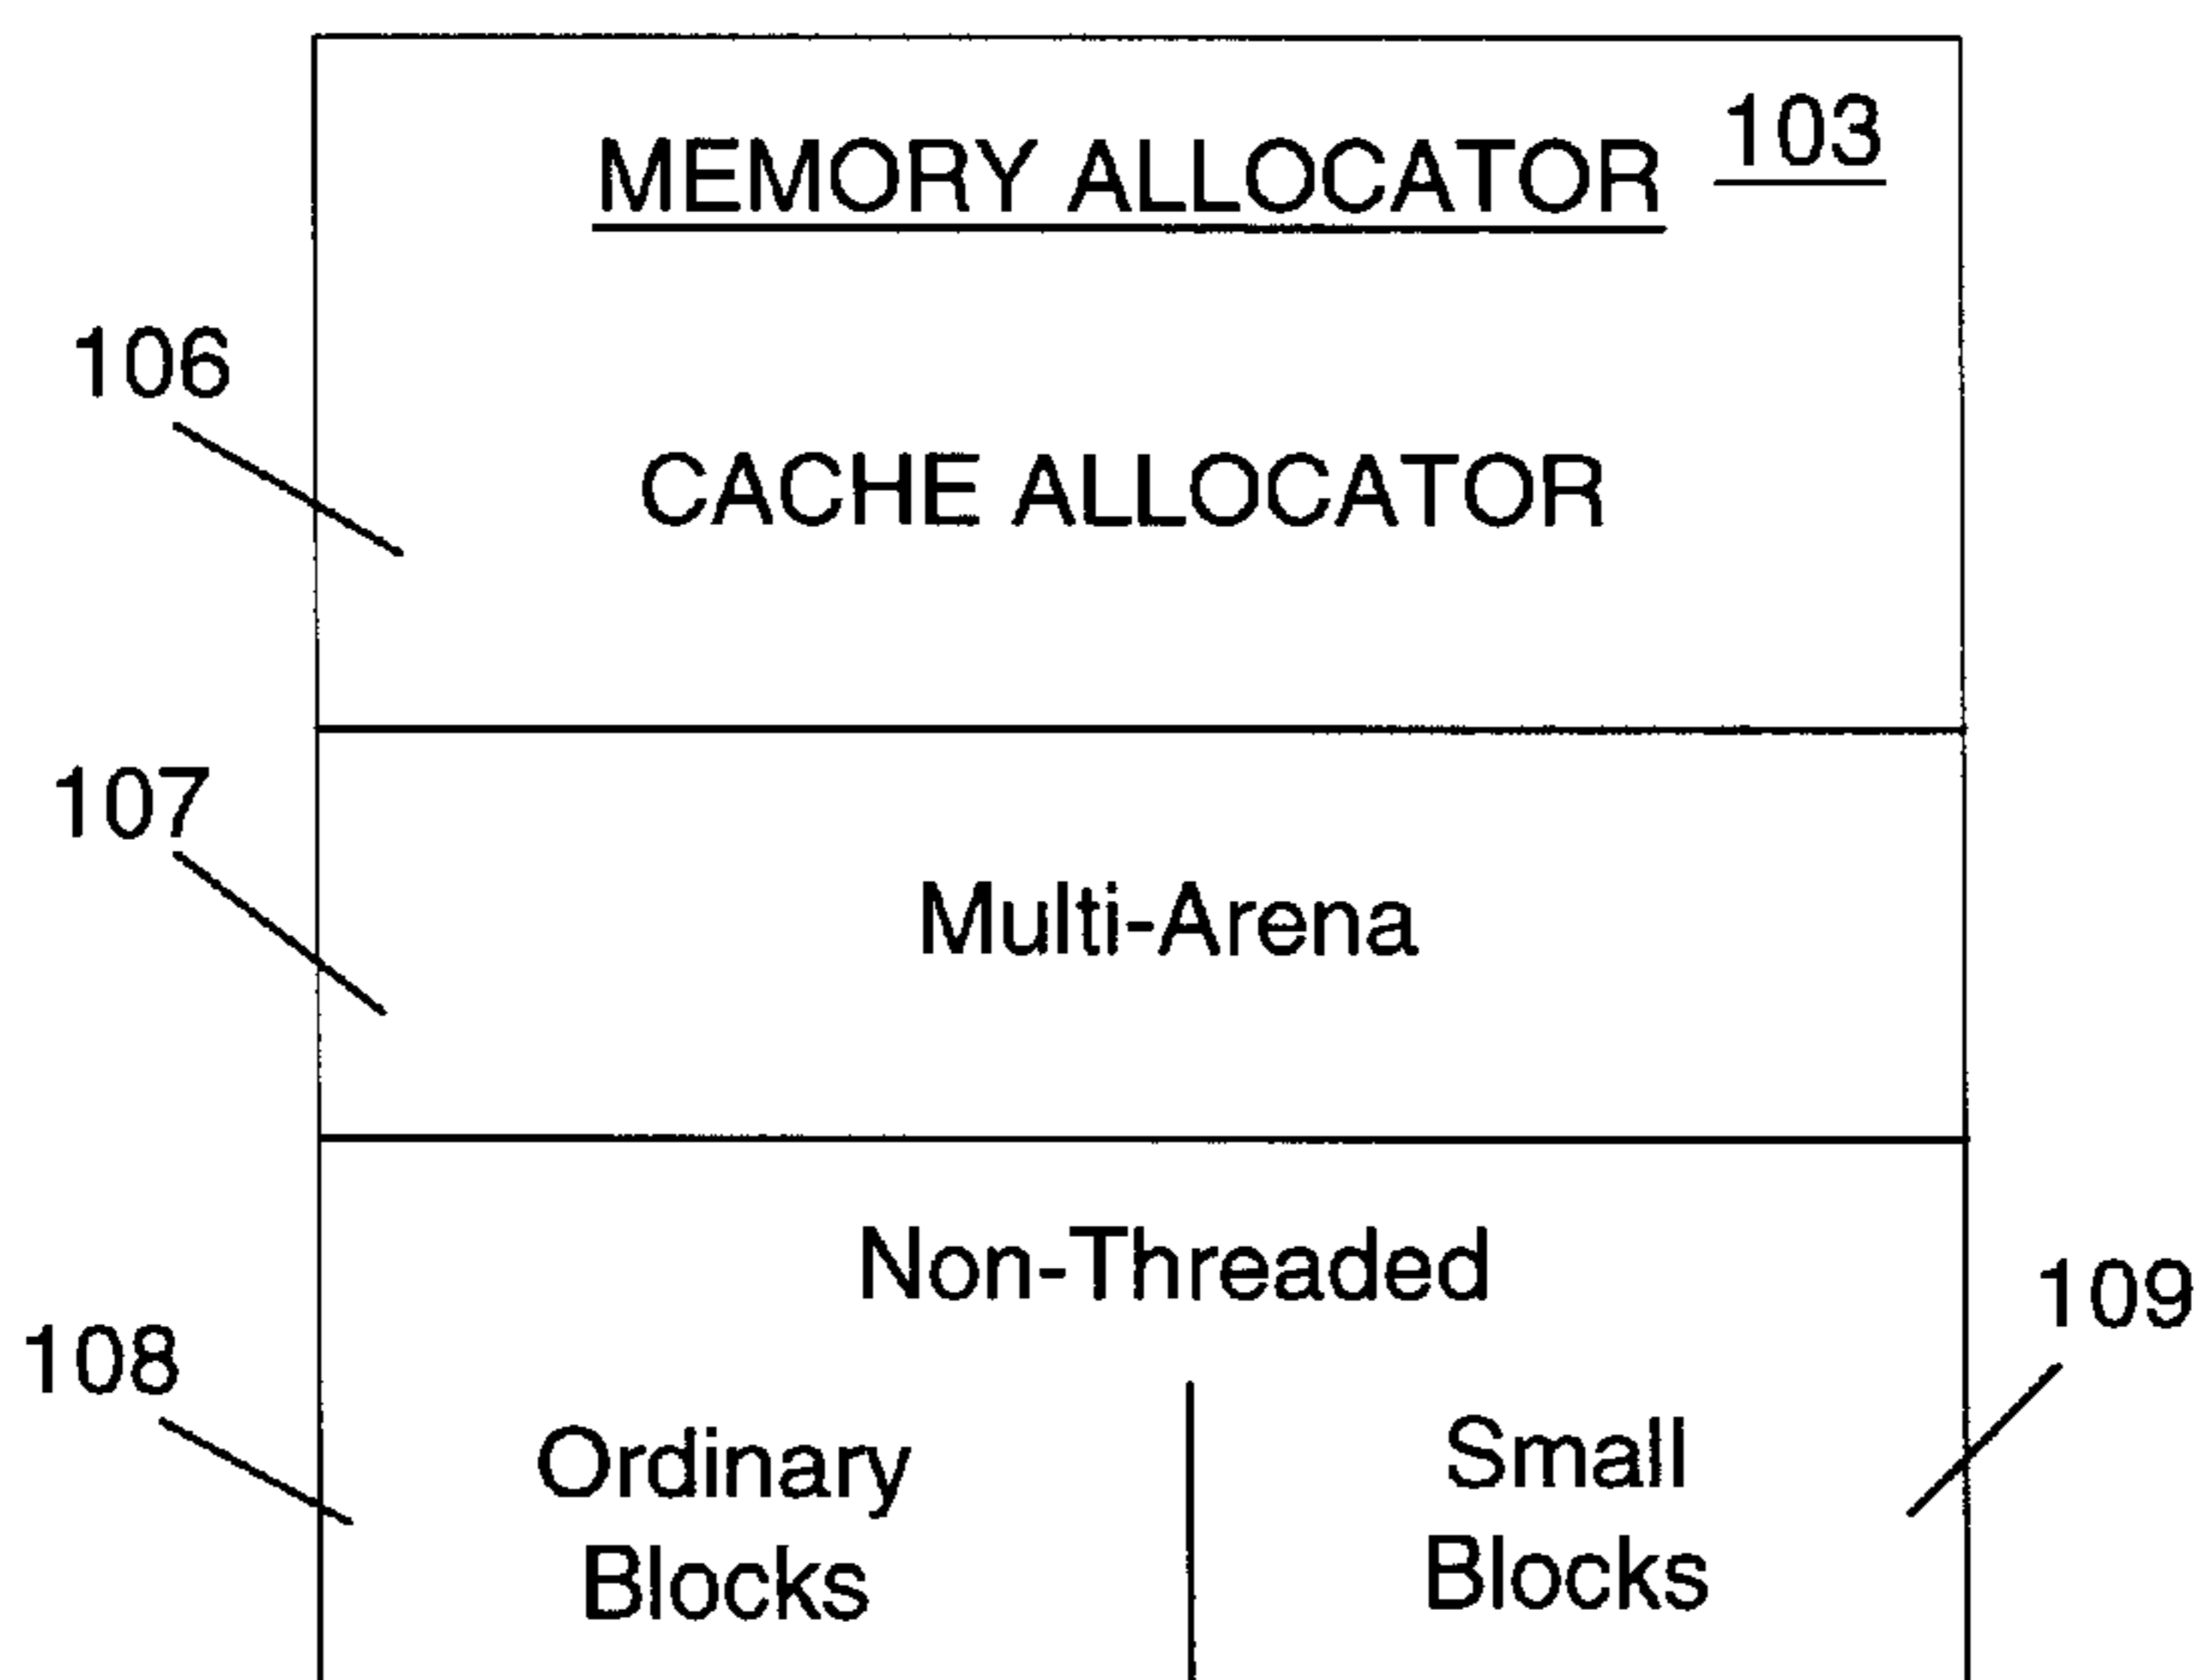 MEMORY ALLOCATOR 103
106
CACHE ALLOCATOR
107
Multi-Arena
Non-Threaded
109
108
Ordinary
Blocks
Small
Blocks